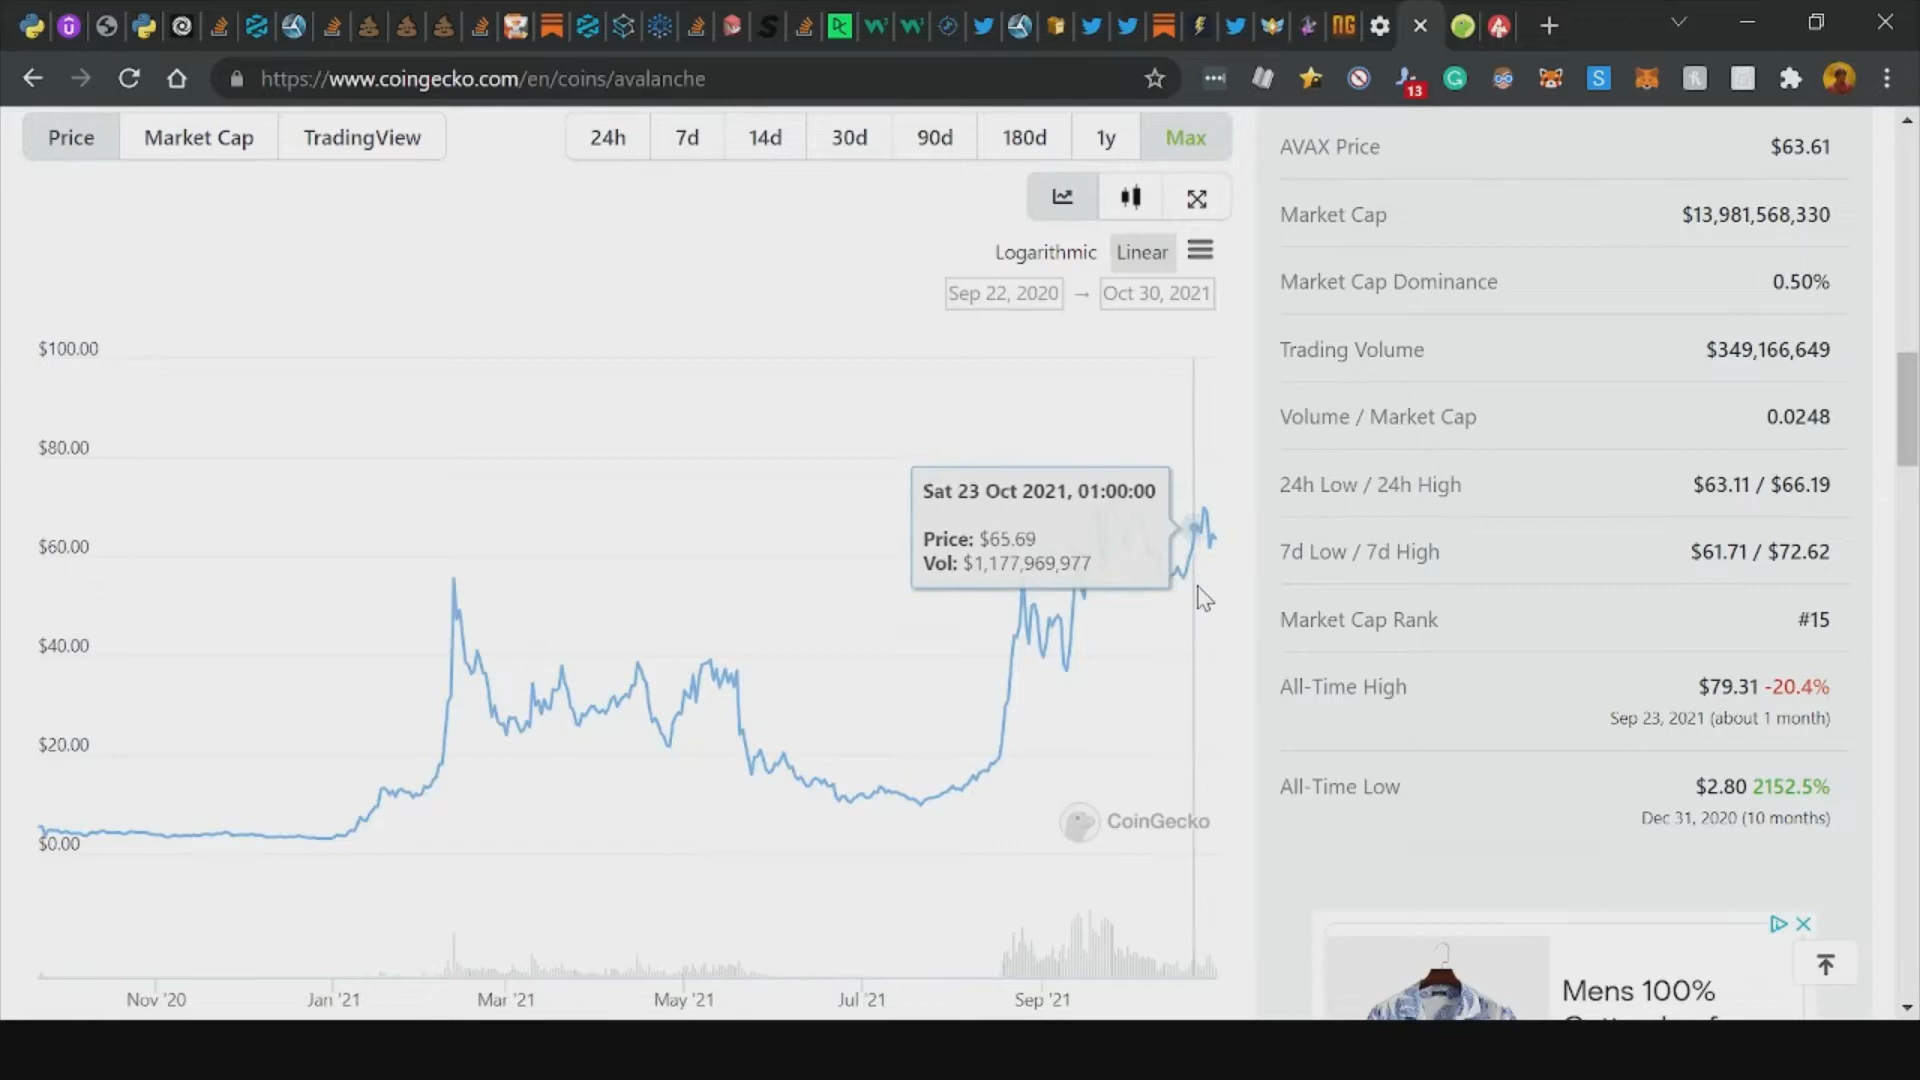 NG
https://www.coingecko.com/en/coins/avalanche
S
13
Price
Market Cap
TradingView
24h
7d
14d
30d
90d
180d
1y
Max
Logarithmic
Linear
Sep 22, 2020 → Oct 30, 2021
$100.00
$80.00
$60.00
$40.00
$20.00
$0.00
Sat 23 Oct 2021, 01:00:00
Price: $65.69
Vol: $1,177,969,977
CoinGecko
Nov '20
Jan '21
Mar '21
May '21
Jul '21
Sep '21
AVAX Price $63.61
Market Cap $13,981,568,330
Market Cap Dominance 0.50%
Trading Volume $349,166,649
Volume / Market Cap 0.0248
24h Low / 24h High $63.11 / $66.19
7d Low / 7d High $61.71 / $72.62
Market Cap Rank #15
All-Time High $79.31 -20.4%
Sep 23, 2021 (about 1 month)
All-Time Low $2.80 2152.5%
Dec 31, 2020 (10 months)
Mens 100%